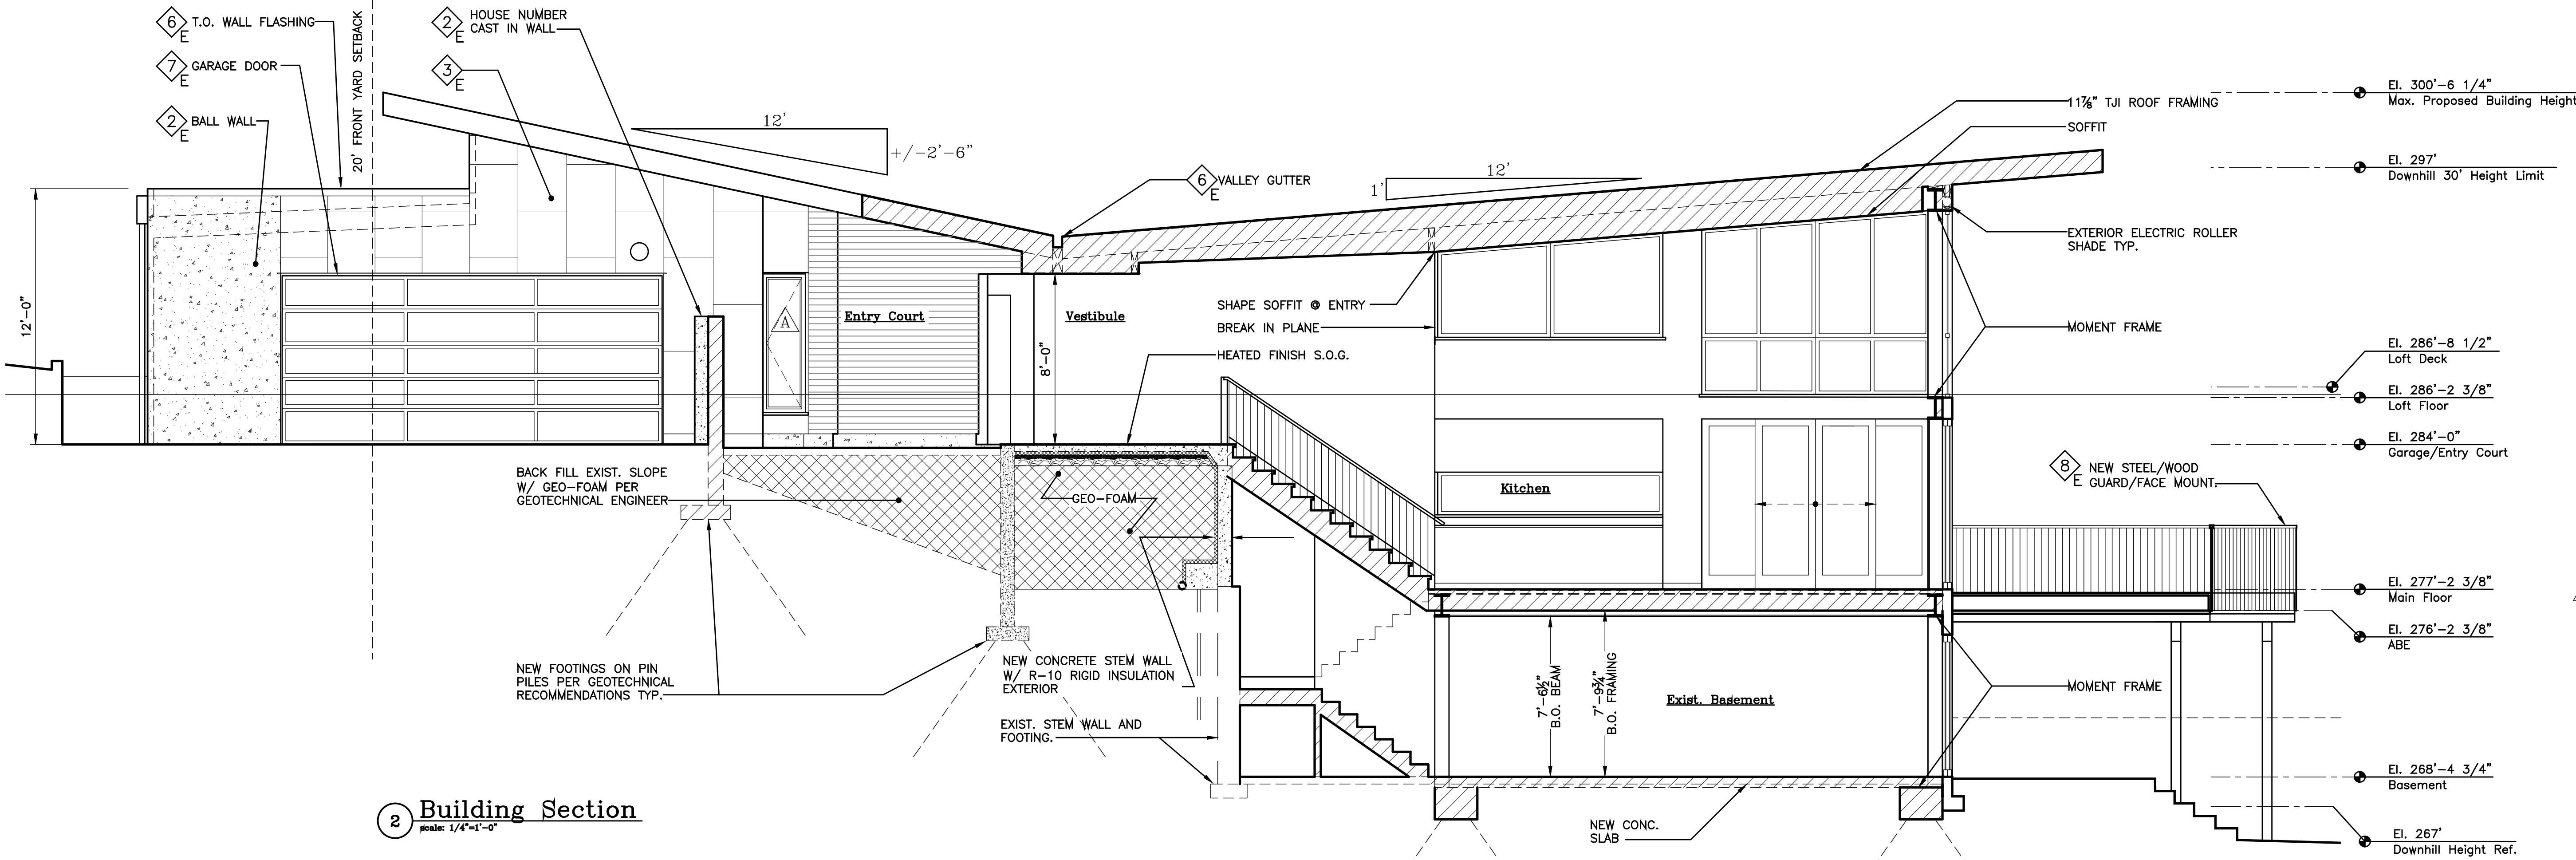 6
E
T.O. WALL FLASHING
7
E
GARAGE DOOR
2
E
BALL WALL
20' FRONT YARD SETBACK
2
E
HOUSE NUMBER
CAST IN WALL
3
E
12'
+/-2'-6"
6
E
VALLEY GUTTER
12'
1'
11⅞" TJI ROOF FRAMING
SOFFIT
EXTERIOR ELECTRIC ROLLER
SHADE TYP.
MOMENT FRAME
El. 300'-6 1/4"
Max. Proposed Building Height
El. 297'
Downhill 30' Height Limit
El. 286'-8 1/2"
Loft Deck
El. 286'-2 3/8"
Loft Floor
El. 284'-0"
Garage/Entry Court
12'-0"
A
Entry Court
Vestibule
8'-0"
SHAPE SOFFIT @ ENTRY
BREAK IN PLANE
HEATED FINISH S.O.G.
BACK FILL EXIST. SLOPE
W/ GEO-FOAM PER
GEOTECHNICAL ENGINEER
GEO-FOAM
Kitchen
8
E
NEW STEEL/WOOD
GUARD/FACE MOUNT.
El. 277'-2 3/8"
Main Floor
El. 276'-2 3/8"
ABE
NEW FOOTINGS ON PIN
PILES PER GEOTECHNICAL
RECOMMENDATIONS TYP.
NEW CONCRETE STEM WALL
W/ R-10 RIGID INSULATION
EXTERIOR
EXIST. STEM WALL AND
FOOTING.
7'-6½"
B.O. BEAM
7'-9¾"
B.O. FRAMING
Exist. Basement
MOMENT FRAME
El. 268'-4 3/4"
Basement
El. 267'
Downhill Height Ref.
NEW CONC.
SLAB
2
Building Section
scale: 1/4"=1'-0"